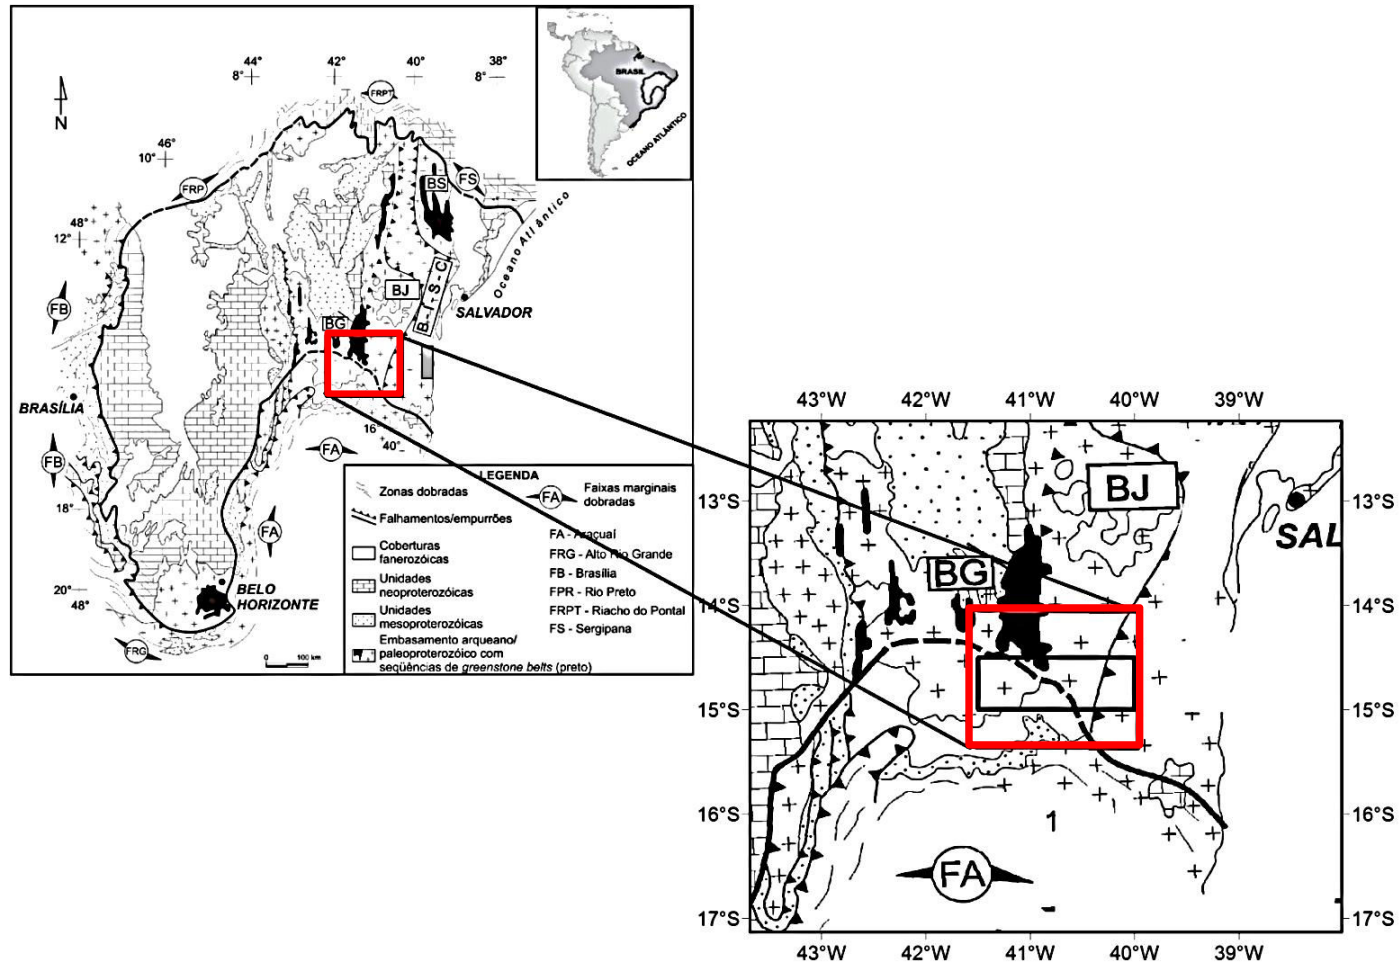 44°
42°
40°
38°
8°
8°
FRPT
N
BRASIL
OCEANO ATLÂNTICO
46°
10°
FRP
BS
FS
48°
12°
Oceano Atlântico
BJ
B-I-S-C
SALVADOR
FB
BG
BRASÍLIA
16°
40°
FA
FB
18°
FA
20°
48°
BELO
HORIZONTE
FRG
0 100 km
LEGENDA
Zonas dobradas
Falhamentos/empurrões
Coberturas
fanerozóicas
Unidades
neoproterozóicas
Unidades
mesoproterozóicas
Embasamento arqueano/
paleoproterozóico com
seqüências de greenstone belts (preto)
FA
Faixas marginais
dobradas
FA - Araçuaí
FRG - Alto Rio Grande
FB - Brasília
FPR - Rio Preto
FRPT - Riacho do Pontal
FS - Sergipana
43°W
42°W
41°W
40°W
39°W
13°S
13°S
BJ
SAL
BG
14°S
14°S
15°S
15°S
16°S
16°S
1
FA
17°S
17°S
43°W
42°W
41°W
40°W
39°W